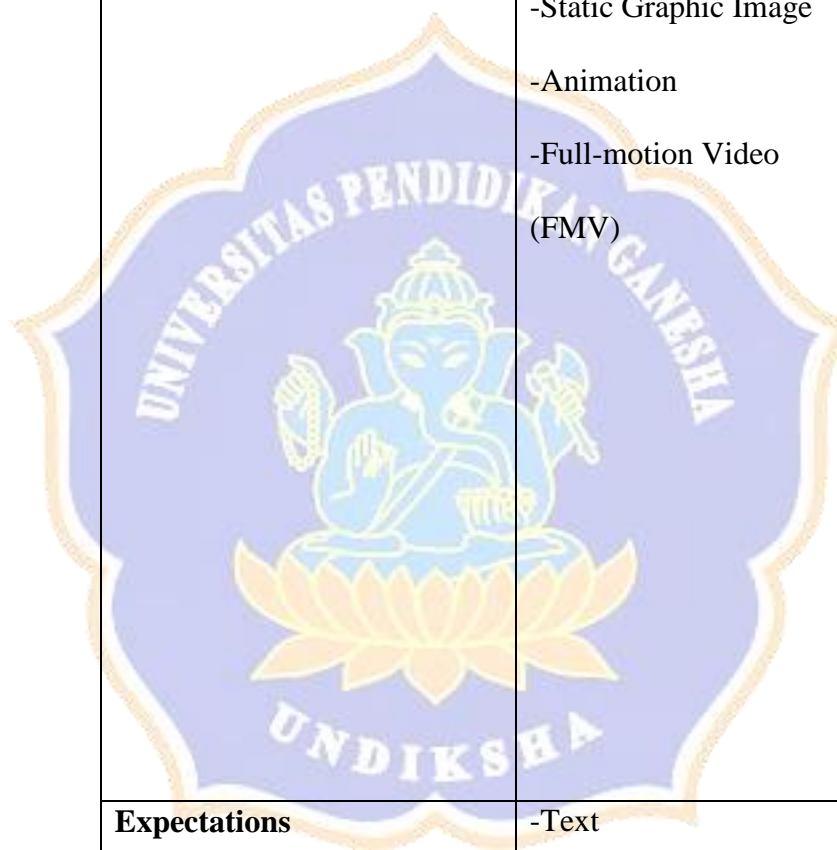 -Static Graphic Image
-Animation
-Full-motion Video
(FMV)
UNIVERSITAS PENDIDIKAN GANESHA
UNDIKSHA
Expectations
-Text